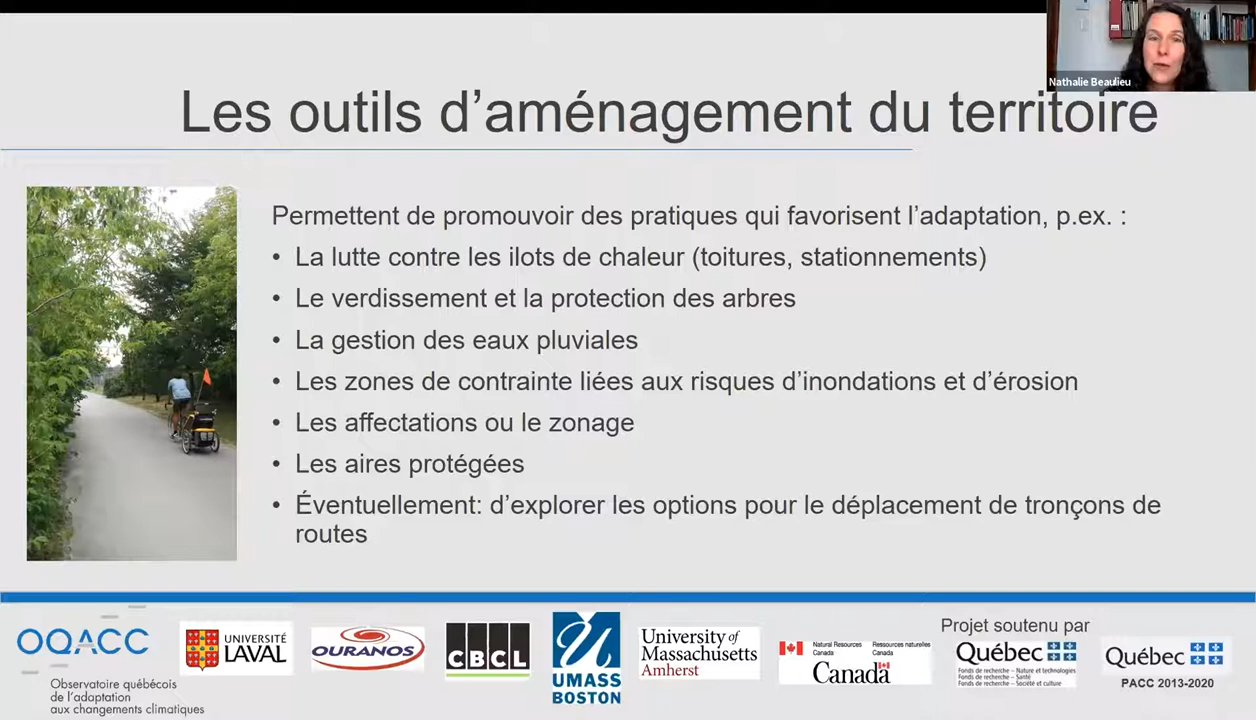 Nathalie Beaulieu
Les outils d’aménagement du territoire
Permettent de promouvoir des pratiques qui favorisent l’adaptation, p.ex. :
• La lutte contre les ilots de chaleur (toitures, stationnements)
• Le verdissement et la protection des arbres
• La gestion des eaux pluviales
• Les zones de contrainte liées aux risques d’inondations et d’érosion
• Les affectations ou le zonage
• Les aires protégées
• Éventuellement: d’explorer les options pour le déplacement de tronçons de
routes
OQACC
Observatoire québécois
de l’adaptation
aux changements climatiques
UNIVERSITÉ
LAVAL
OURANOS
CBCL
UMASS
BOSTON
University of
Massachusetts
Amherst
Natural Resources
Canada
Ressources naturelles
Canada
Canada
Projet soutenu par
Québec
Fonds de recherche – Nature et technologies
Fonds de recherche – Santé
Fonds de recherche – Société et culture
Québec
PACC 2013-2020